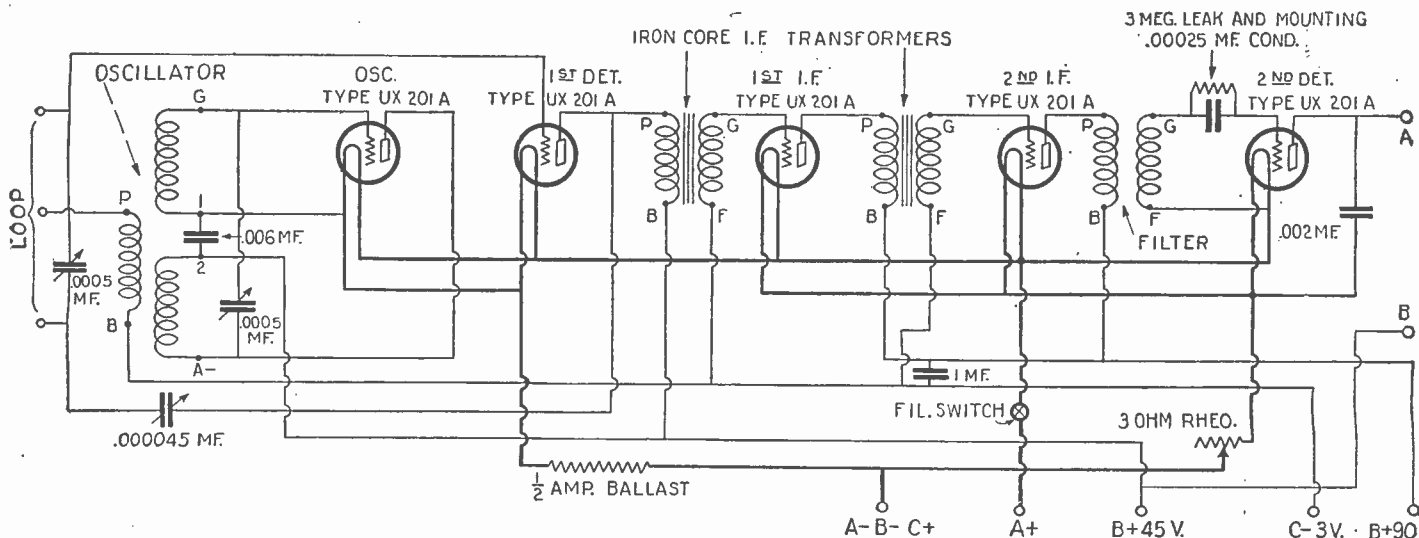 3 MEG. LEAK AND MOUNTING
.00025 MF. COND.
IRON CORE I.F. TRANSFORMERS
OSCILLATOR
OSC.
TYPE UX 201 A
1ST DET.
TYPE UX 201 A
1ST I.F.
TYPE UX 201 A
2ND I.F.
TYPE UX 201 A
2ND DET.
TYPE UX 201 A
G
P
G
P
G
P
G
A
LOOP
P
1
.006 MF.
2
B
F
B
F
B
F
FILTER
.002 MF.
.0005
MF.
.0005
MF.
B
A-
B
1 MF.
FIL. SWITCH
3 OHM RHEO.
.000045 MF.
1/2 AMP. BALLAST
A- B- C+
A+
B+45 V.
C-3V.
B+90